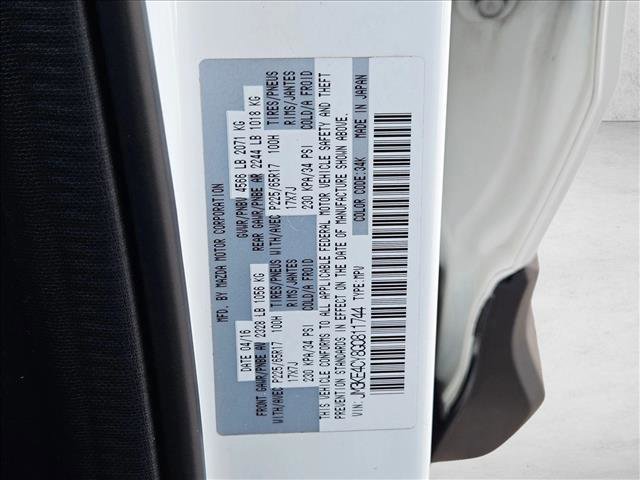 MFD. BY MAZDA MOTOR CORPORATION
DATE 04/16 GVWR/PNBV 4566 LB 2071 KG
FRONT GAWR/PNBE AV 2228 LB 1056 KG REAR GAWR/PNBE AR 2244 LB 1018 KG
WITH/AVEC P225/65R17 100H TIRES/PNEUS WITH/AVEC P225/65R17 100H TIRES/PNEUS
17X7J RIMS/JANTES 17X7J RIMS/JANTES
230 KPA/34 PSI COLD/A FROID 230 KPA/34 PSI COLD/A FROID
THIS VEHICLE CONFORMS TO ALL APPLICABLE FEDERAL MOTOR VEHICLE SAFETY AND THEFT
PREVENTION STANDARDS IN EFFECT ON THE DATE OF MANUFACTURE SHOWN ABOVE.
VIN: JM3KE4CY8G0811744 TYPE: MPV COLOR CODE: 34K MADE IN JAPAN